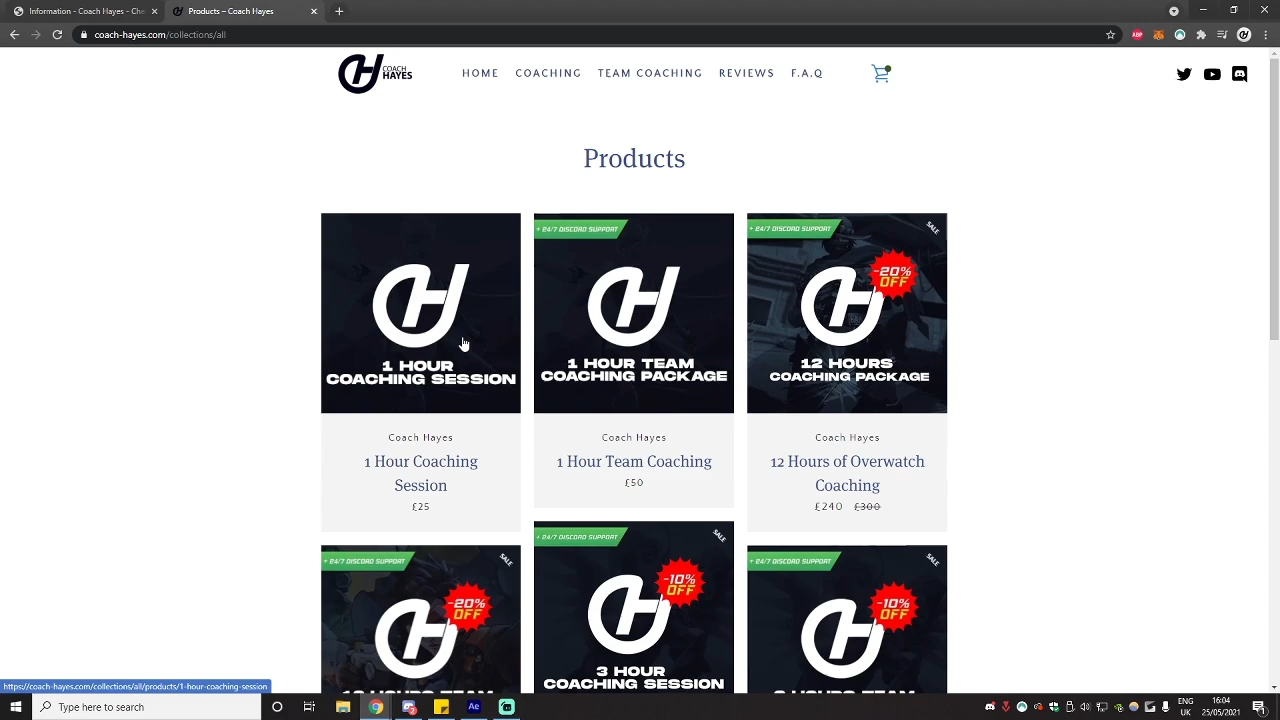 Information - Coach Hayes - Ch
Products
coach-hayes.com/collections/all
COACH
HAYES
HOME
COACHING
TEAM COACHING
REVIEWS
F.A.Q
Products
1 HOUR
COACHING SESSION
Coach Hayes
1 Hour Coaching
Session
£25
+ 24/7 DISCORD SUPPORT
1 HOUR TEAM
COACHING PACKAGE
Coach Hayes
1 Hour Team Coaching
£50
+ 24/7 DISCORD SUPPORT
SALE
-20%
OFF
12 HOURS
COACHING PACKAGE
Coach Hayes
12 Hours of Overwatch
Coaching
£240 £300
+ 24/7 DISCORD SUPPORT
SALE
-20%
OFF
+ 24/7 DISCORD SUPPORT
SALE
-10%
OFF
3 HOUR
COACHING SESSION
+ 24/7 DISCORD SUPPORT
SALE
-10%
OFF
https://coach-hayes.com/collections/all/products/1-hour-coaching-session
Type here to search
Ae
ENG
UK
16:04
25/05/2021